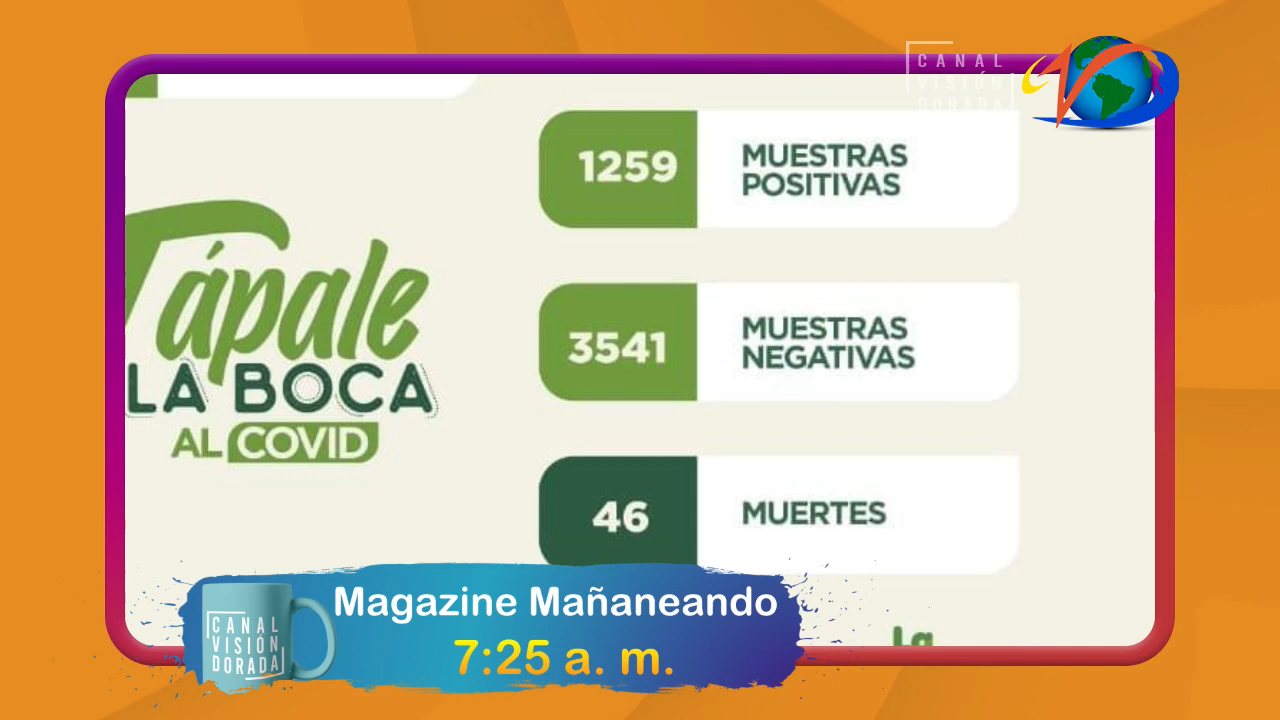 CANAL
VISIÓN
DORADA
1259
MUESTRAS
POSITIVAS
Tápale
LA BOCA
AL COVID
3541
MUESTRAS
NEGATIVAS
46
MUERTES
La
CANAL
VISIÓN
DORADA
Magazine Mañaneando
7:25 a. m.